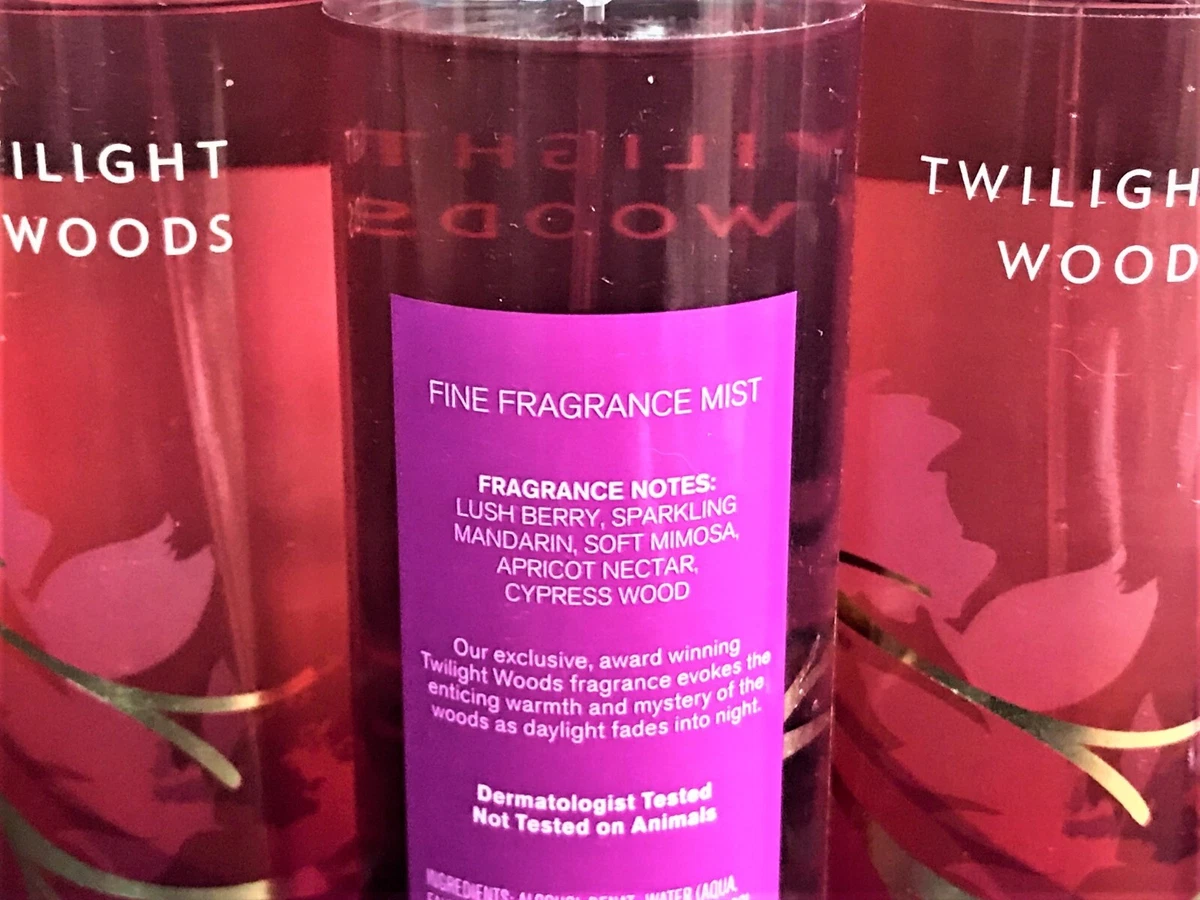 ILIGHT
WOODS
TWILIGH
WOOD
TWILIGHT
WOODS
FINE FRAGRANCE MIST
FRAGRANCE NOTES:
LUSH BERRY, SPARKLING
MANDARIN, SOFT MIMOSA,
APRICOT NECTAR,
CYPRESS WOOD
Our exclusive, award winning
Twilight Woods fragrance evokes the
enticing warmth and mystery of the
woods as daylight fades into night.
Dermatologist Tested
Not Tested on Animals
INGREDIENTS: ALCOHOL DENAT., WATER (AQUA,